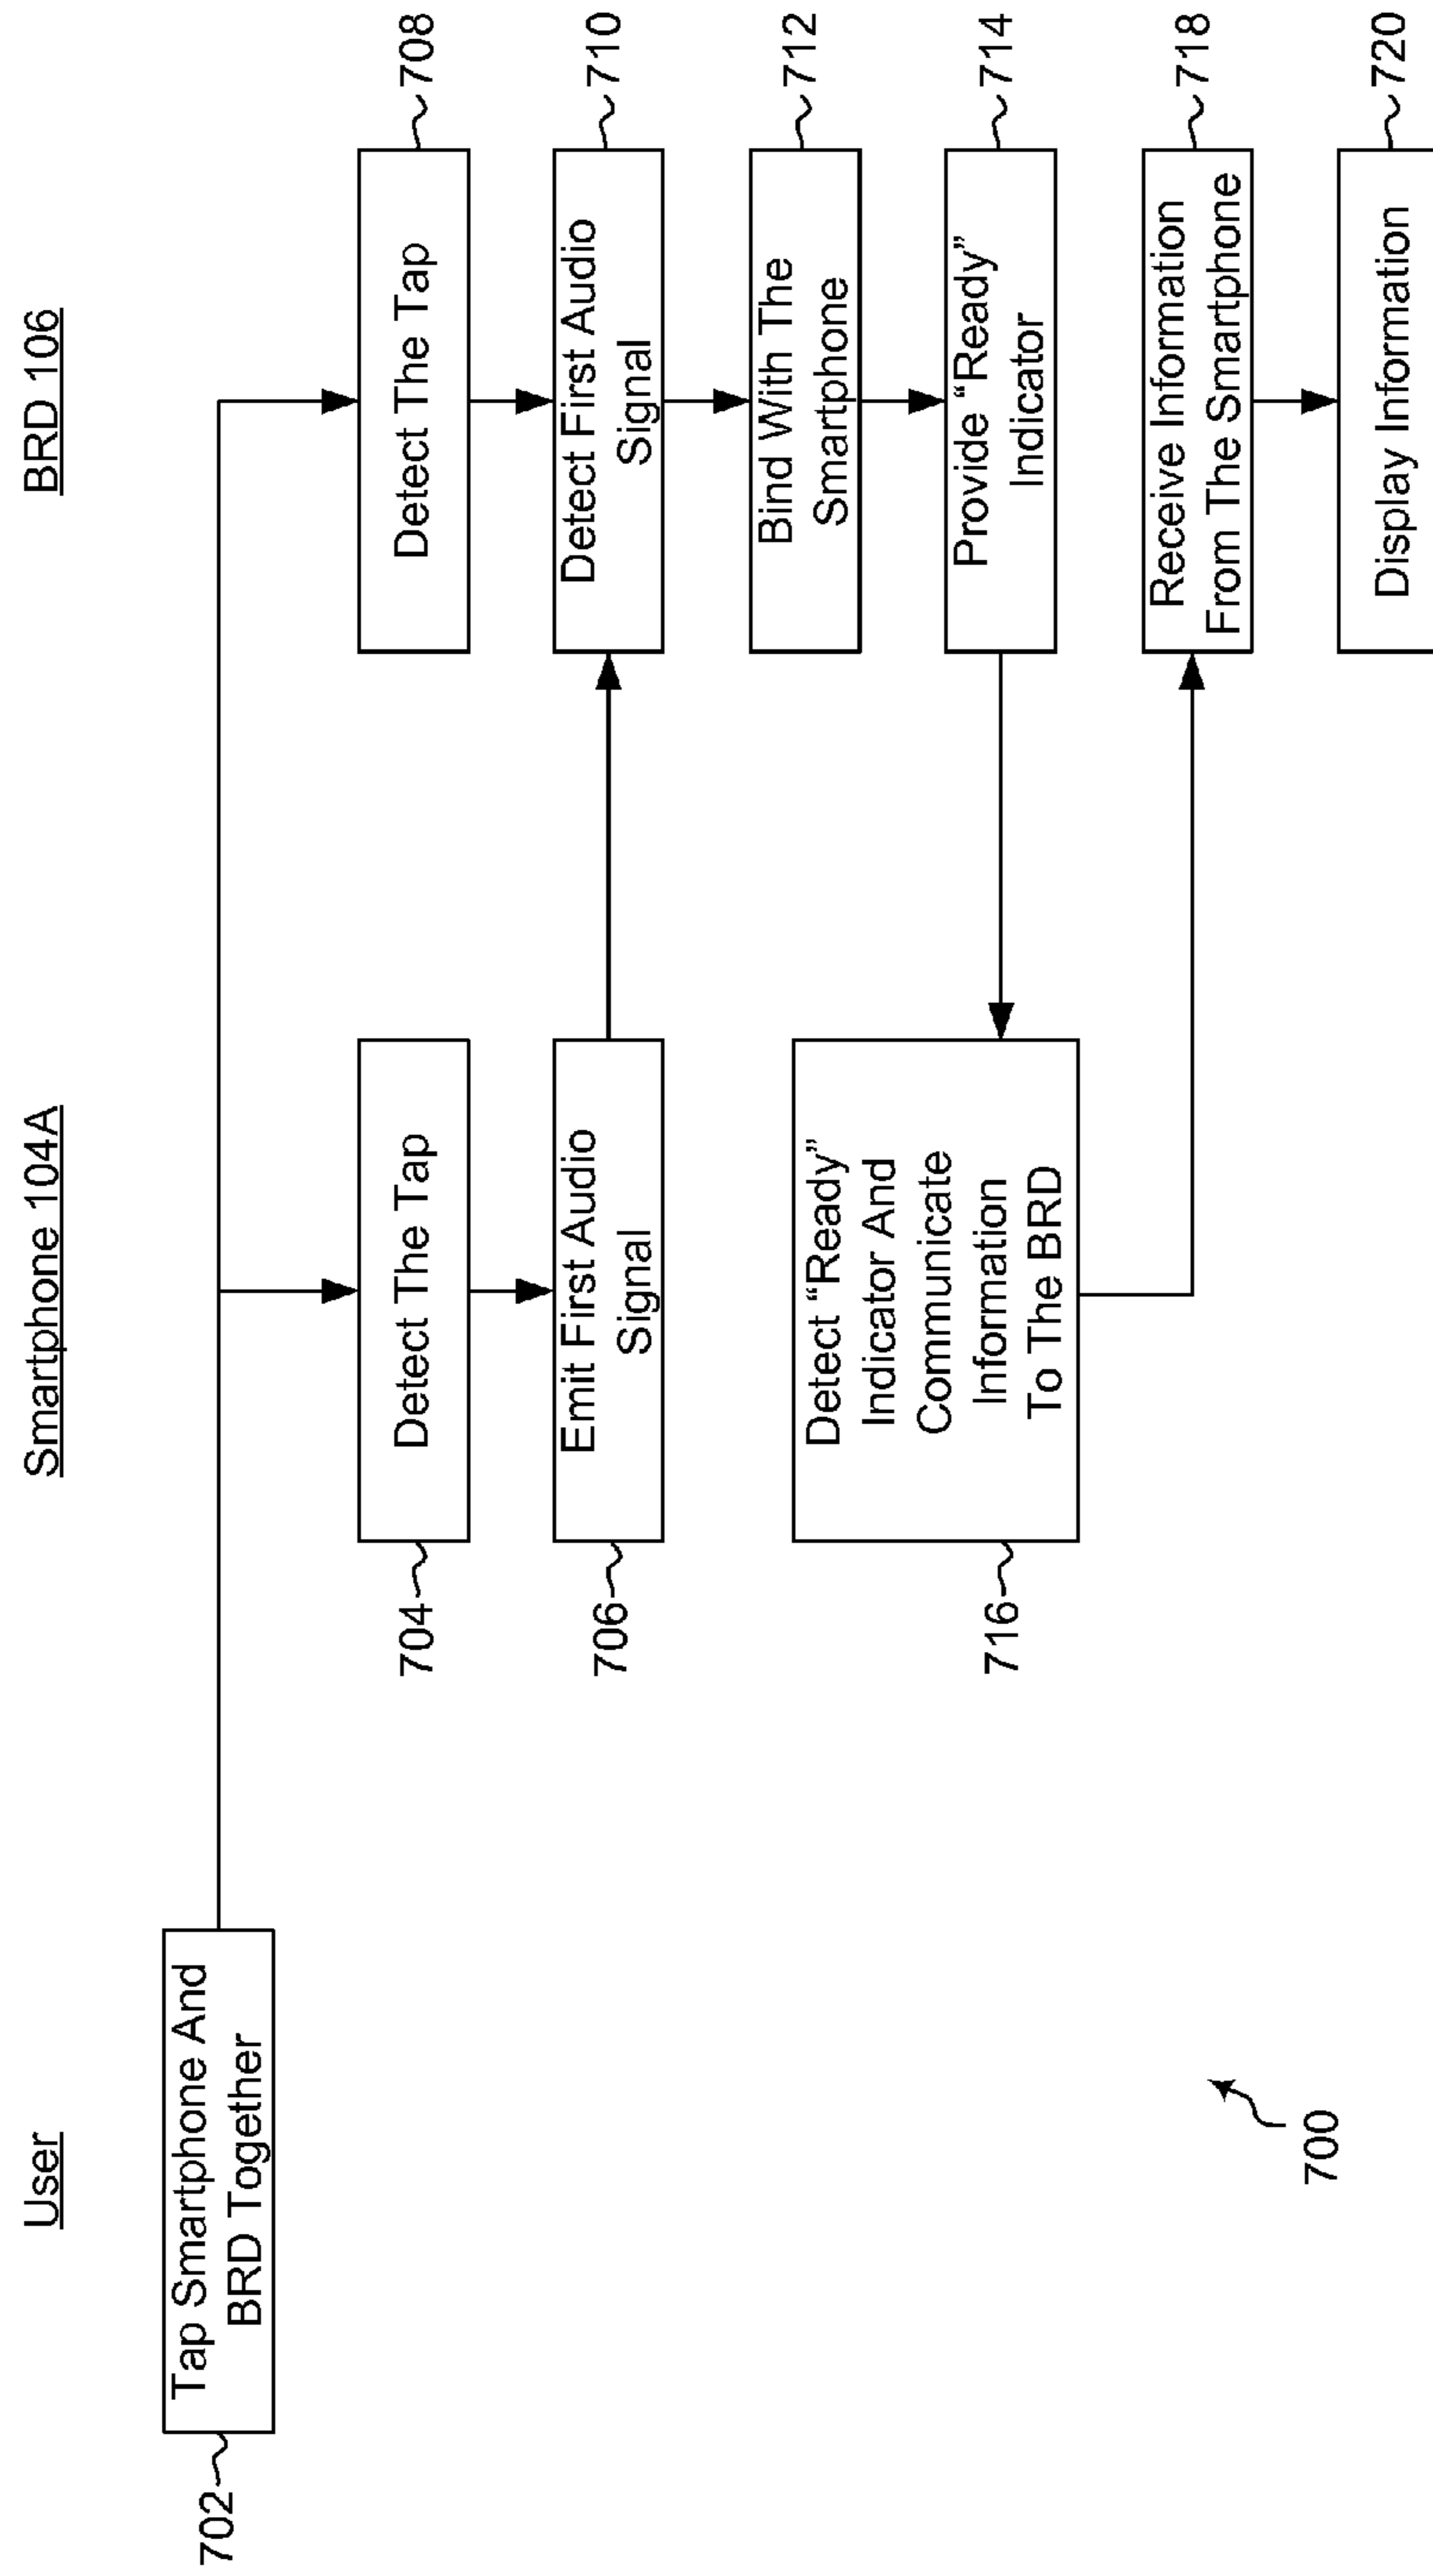 User
Smartphone 104A
BRD 106
702
Tap Smartphone And
BRD Together
704
Detect The Tap
Detect The Tap
708
706
Emit First Audio
Signal
Detect First Audio
Signal
710
Bind With The
Smartphone
712
716
Detect “Ready”
Indicator And
Communicate
Information
To The BRD
Provide “Ready”
Indicator
714
Receive Information
From The Smartphone
718
700
Display Information
720